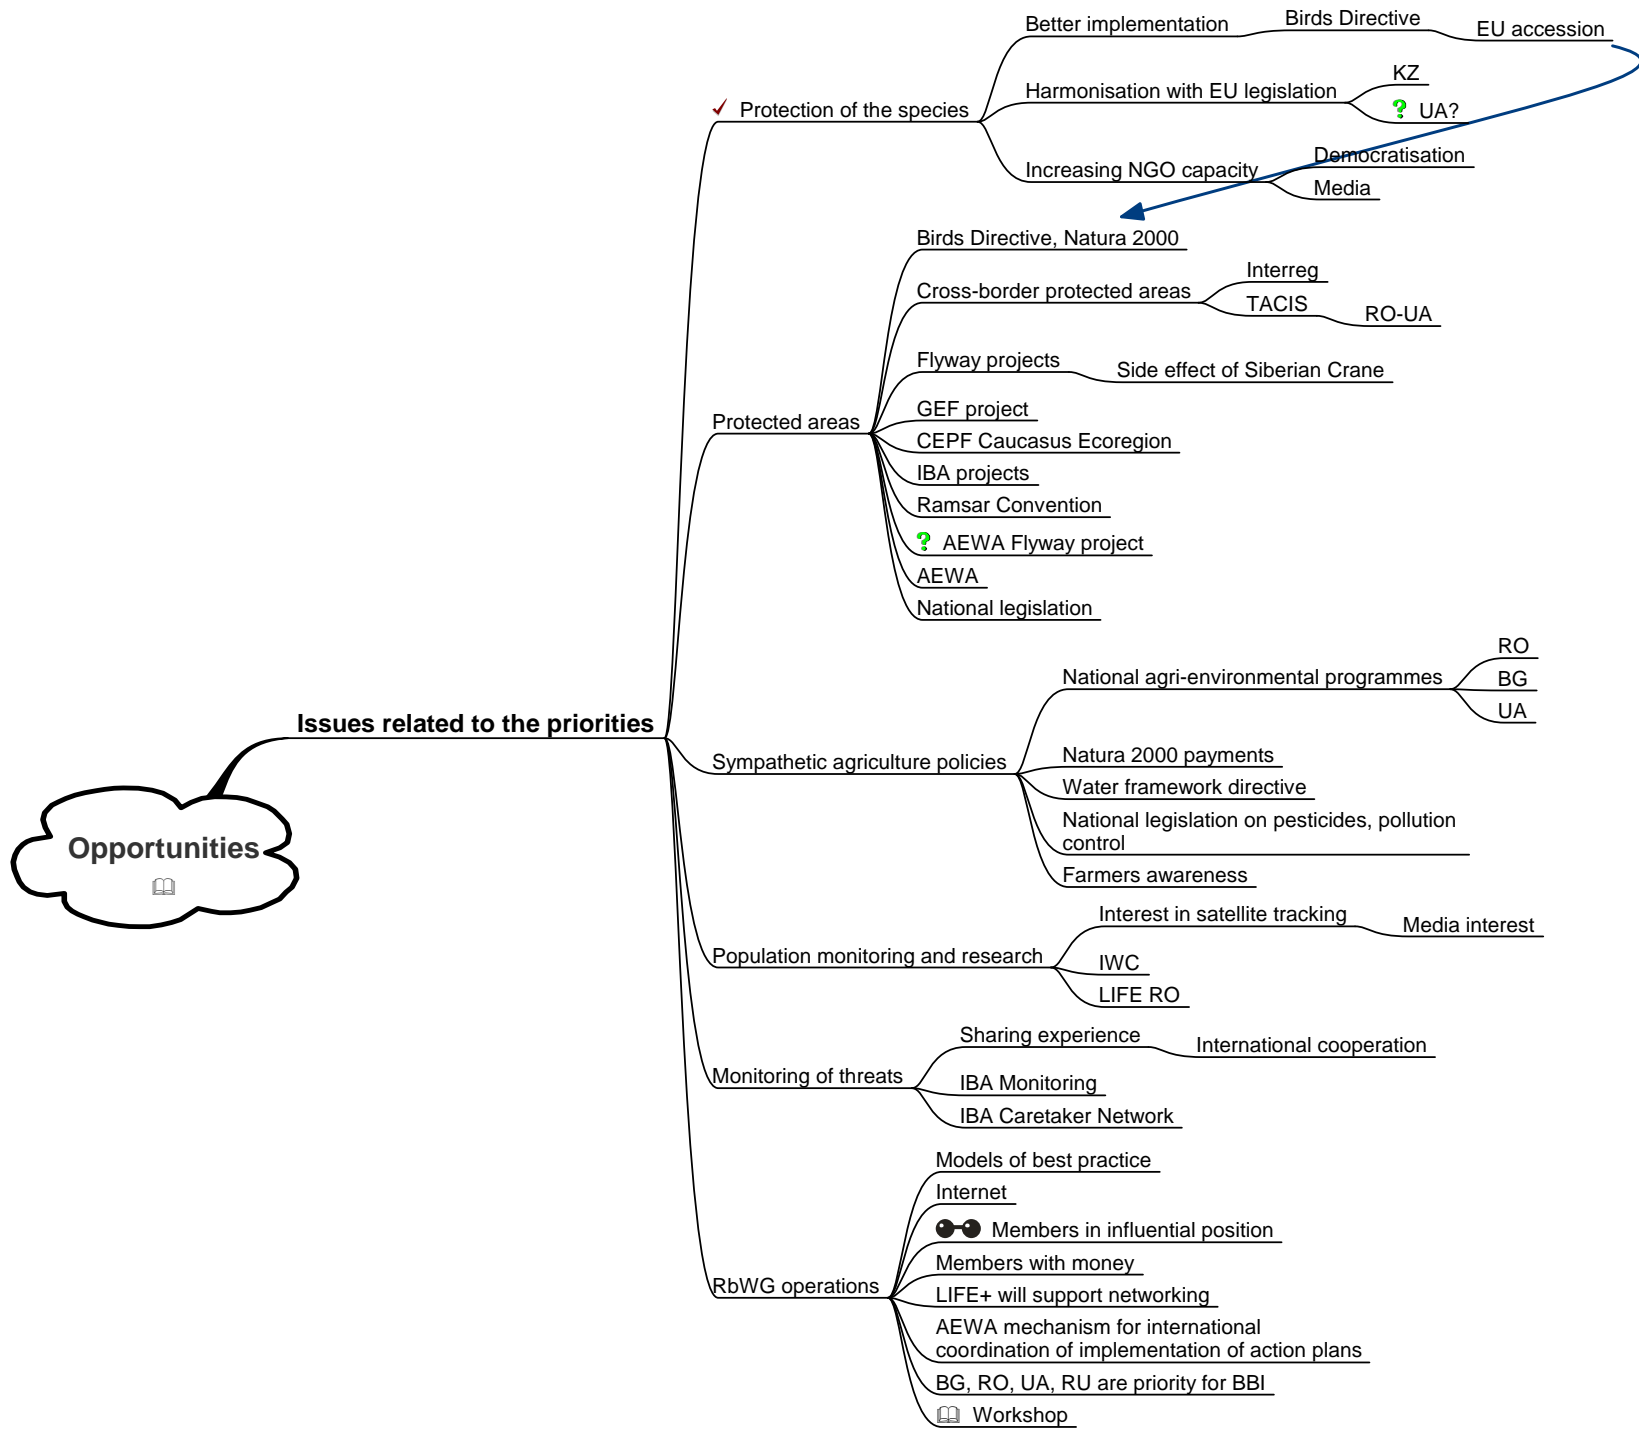 Opportunities
Issues related to the priorities
Protection of the species
Better implementation
Birds Directive
EU accession
Harmonisation with EU legislation
KZ
UA?
Increasing NGO capacity
Democratisation
Media
Protected areas
Birds Directive, Natura 2000
Cross-border protected areas
Interreg
TACIS
RO-UA
Flyway projects
Side effect of Siberian Crane
GEF project
CEPF Caucasus Ecoregion
IBA projects
Ramsar Convention
AEWA Flyway project
AEWA
National legislation
Sympathetic agriculture policies
National agri-environmental programmes
RO
BG
UA
Natura 2000 payments
Water framework directive
National legislation on pesticides, pollution
control
Farmers awareness
Population monitoring and research
Interest in satellite tracking
Media interest
IWC
LIFE RO
Monitoring of threats
Sharing experience
International cooperation
IBA Monitoring
IBA Caretaker Network
RbWG operations
Models of best practice
Internet
Members in influential position
Members with money
LIFE+ will support networking
AEWA mechanism for international
coordination of implementation of action plans
BG, RO, UA, RU are priority for BBI
Workshop